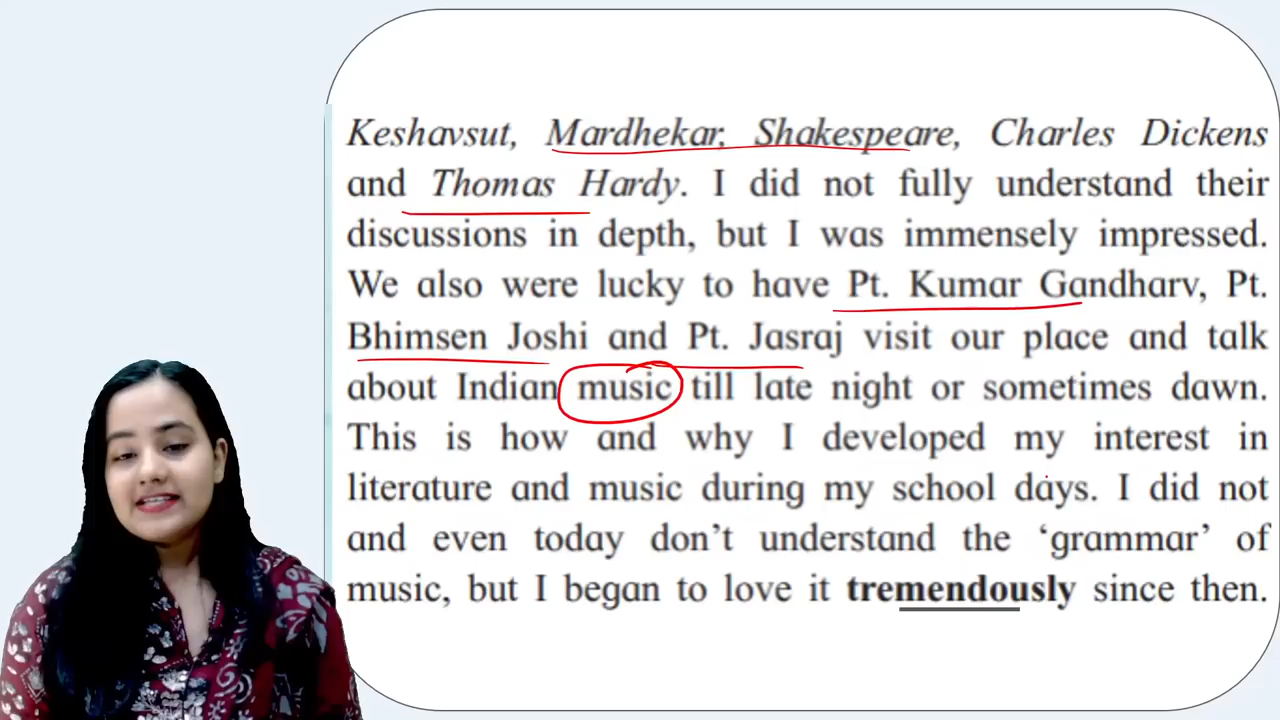 Keshavsut, Mardhekar, Shakespeare, Charles Dickens
and Thomas Hardy. I did not fully understand their
discussions in depth, but I was immensely impressed.
We also were lucky to have Pt. Kumar Gandharv, Pt.
Bhimsen Joshi and Pt. Jasraj visit our place and talk
about Indian music till late night or sometimes dawn.
This is how and why I developed my interest in
literature and music during my school days. I did not
and even today don't understand the 'grammar' of
music, but I began to love it tremendously since then.